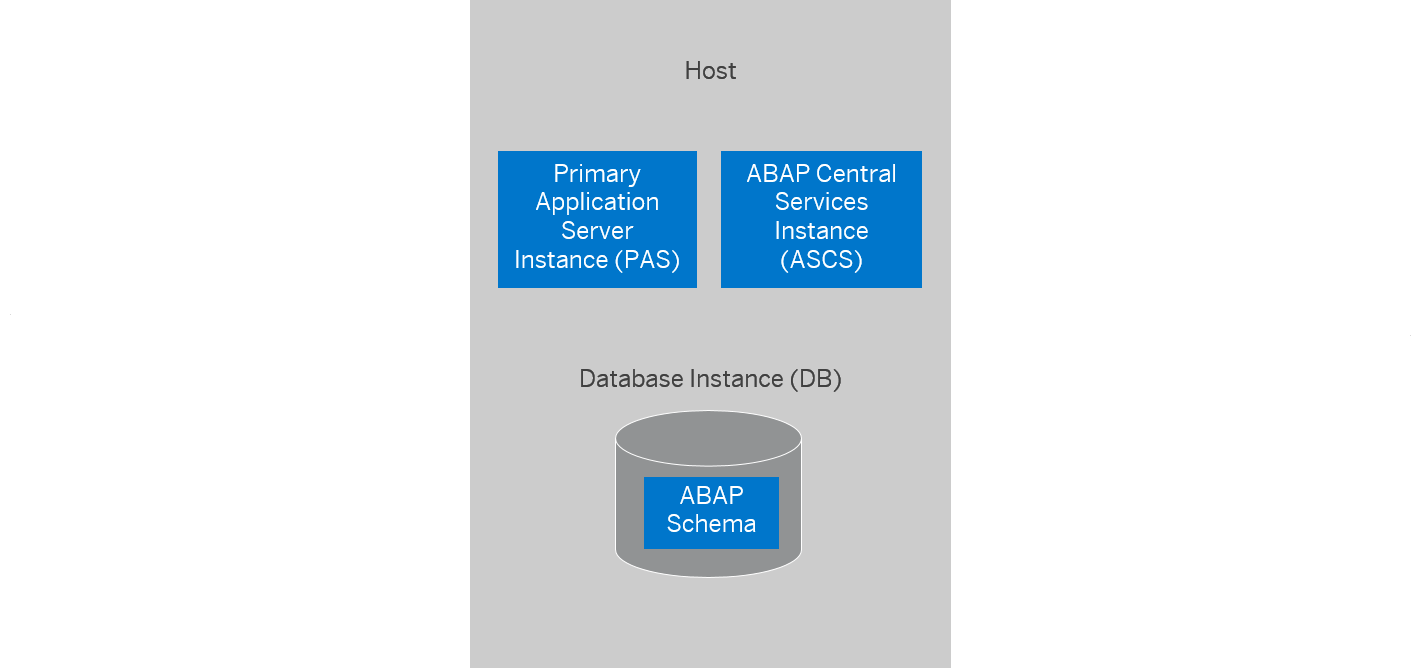 Host
Primary
Application
Server
Instance (PAS)
ABAP Central
Services
Instance
(ASCS)
Database Instance (DB)
ABAP
Schema